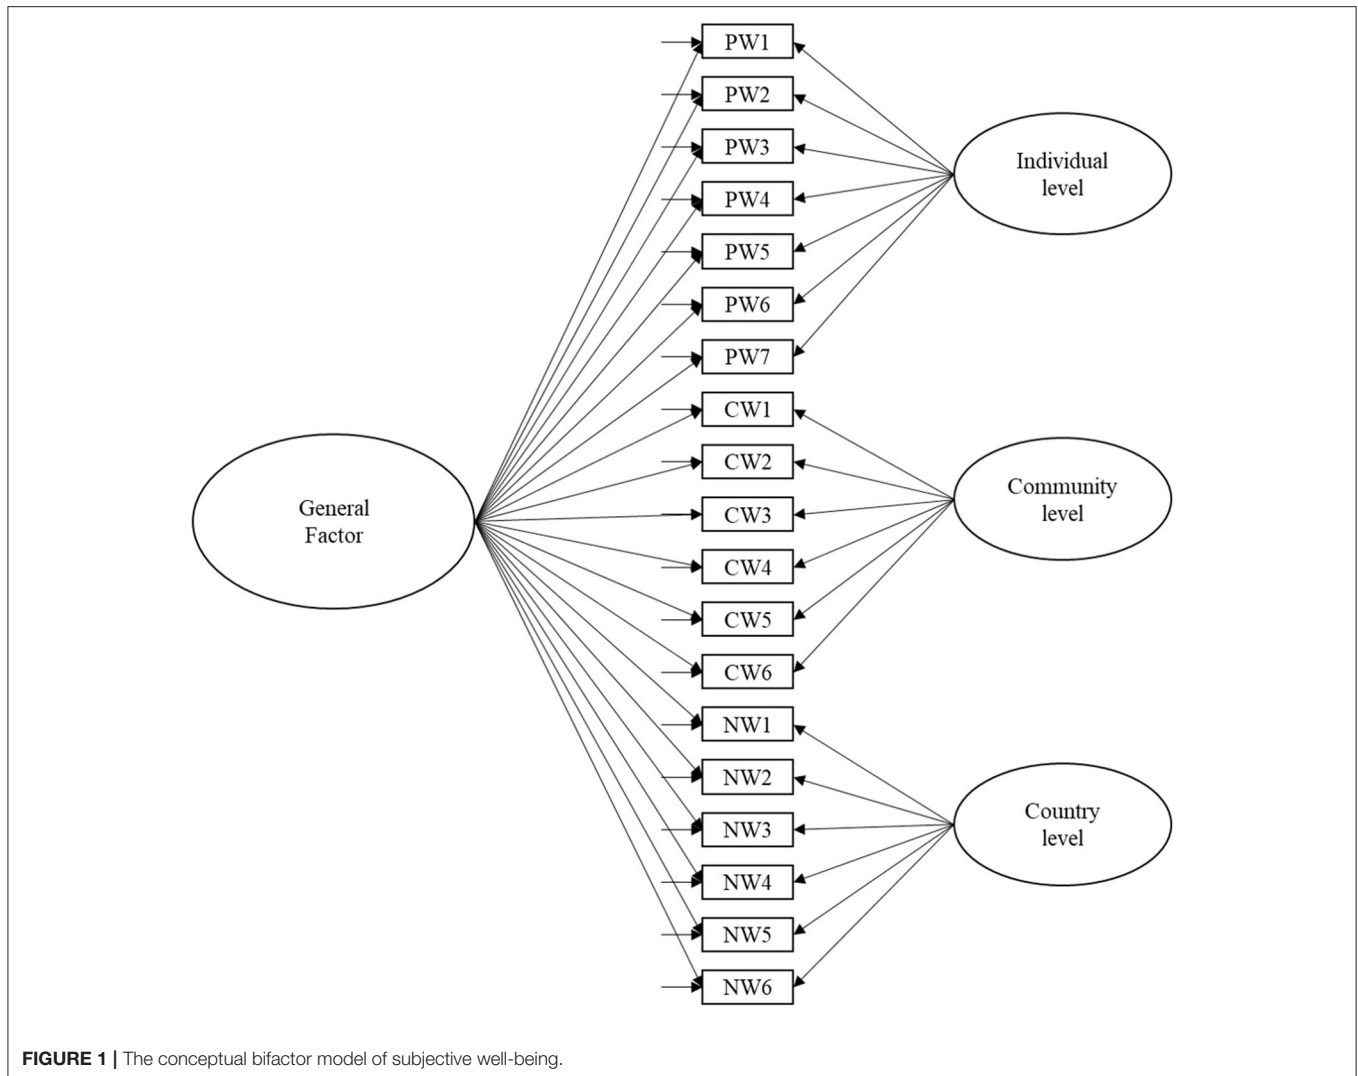 PW1
PW2
PW3
PW4
PW5
PW6
PW7
CW1
CW2
CW3
CW4
CW5
CW6
NW1
NW2
NW3
NW4
NW5
NW6
General
Factor
Individual
level
Community
level
Country
level
FIGURE 1 | The conceptual bifactor model of subjective well-being.